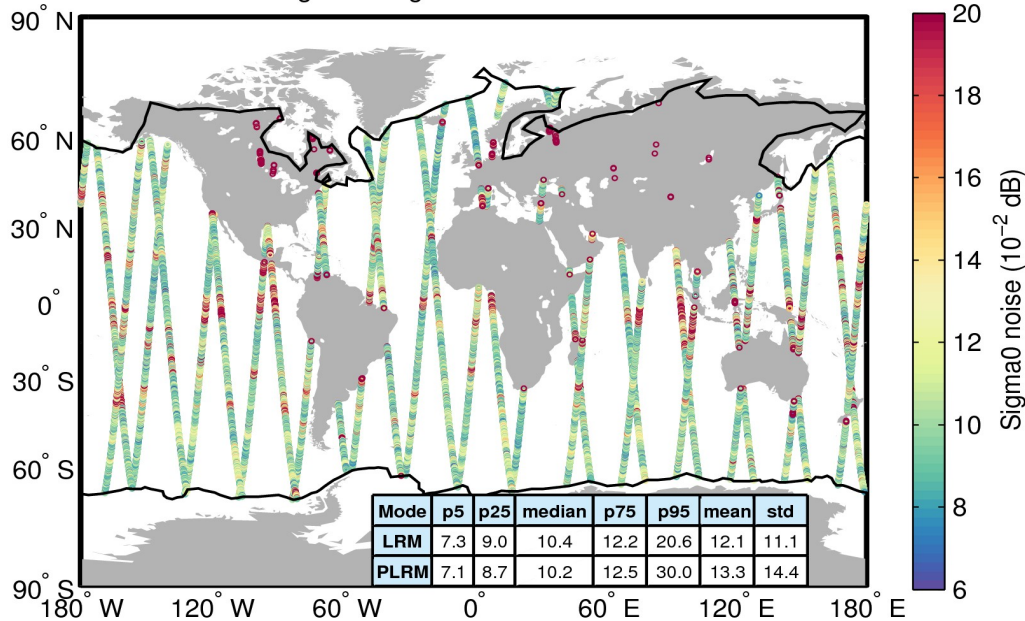 90° N
60° N
30° N
0°
30° S
60° S
90° S
180° W 120° W 60° W 0° 60° E 120° E 180° E
Mode p5 p25 median p75 p95 mean std
LRM 7.3 9.0 10.4 12.2 20.6 12.1 11.1
PLRM 7.1 8.7 10.2 12.5 30.0 13.3 14.4
20
18
16
14
12
10
8
6
Sigma0 noise (10⁻² dB)